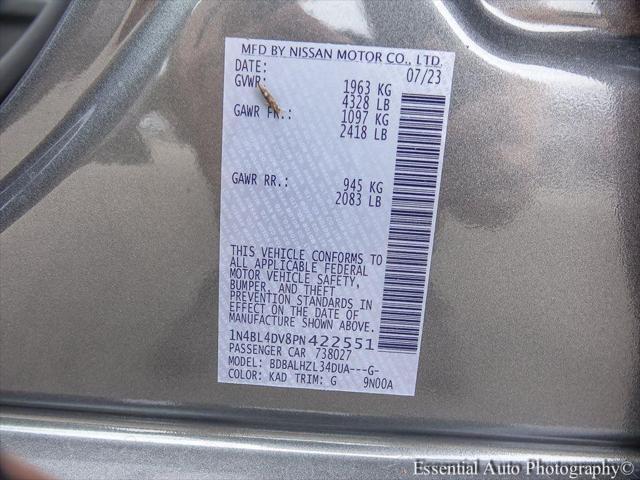 MFD BY NISSAN MOTOR CO., LTD.
DATE: 07/23
GVWR: 1963 KG
4328 LB
GAWR FR.: 1097 KG
2418 LB
GAWR RR.: 945 KG
2083 LB
THIS VEHICLE CONFORMS TO
ALL APPLICABLE FEDERAL
MOTOR VEHICLE SAFETY,
BUMPER, AND THEFT
PREVENTION STANDARDS IN
EFFECT ON THE DATE OF
MANUFACTURE SHOWN ABOVE.
1N4BL4DV8PN422551
PASSENGER CAR 738027
MODEL: BDBALHZL34DUA---G-
COLOR: KAD TRIM: G 9N00A
Essential Auto Photography©